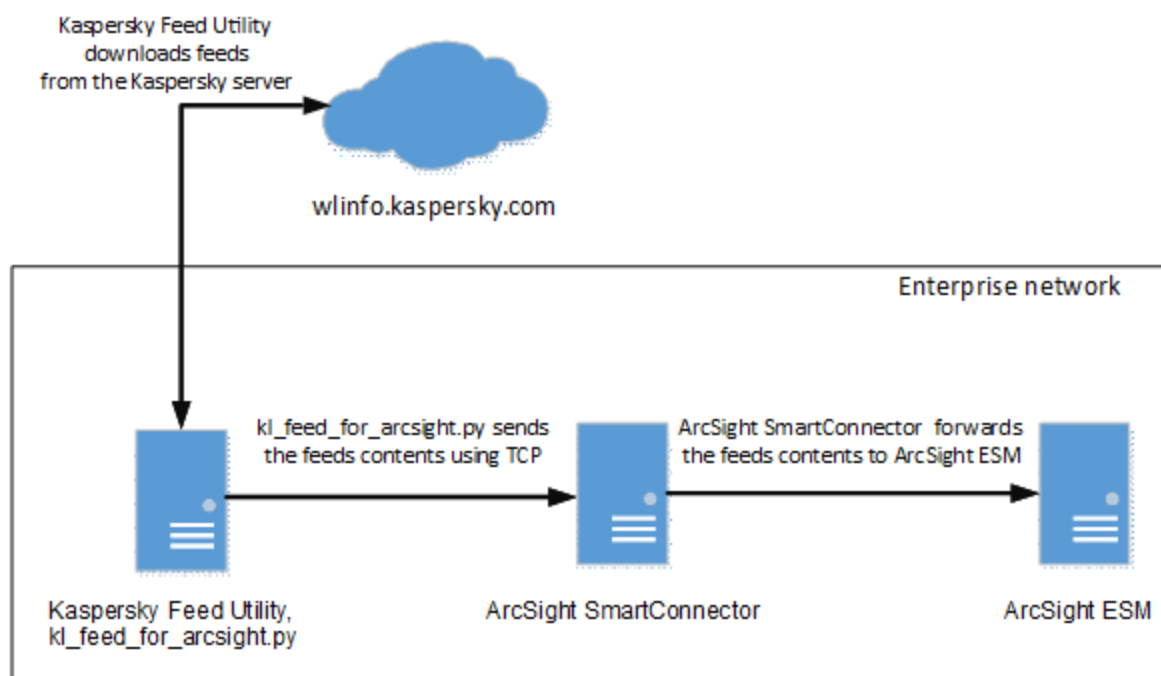 Kaspersky Feed Utility
downloads feeds
from the Kaspersky server
wlinfo.kaspersky.com
Enterprise network
kl_feed_for_arcsight.py sends
the feeds contents using TCP
ArcSight SmartConnector forwards
the feeds contents to ArcSight ESM
Kaspersky Feed Utility,
kl_feed_for_arcsight.py
ArcSight SmartConnector
ArcSight ESM